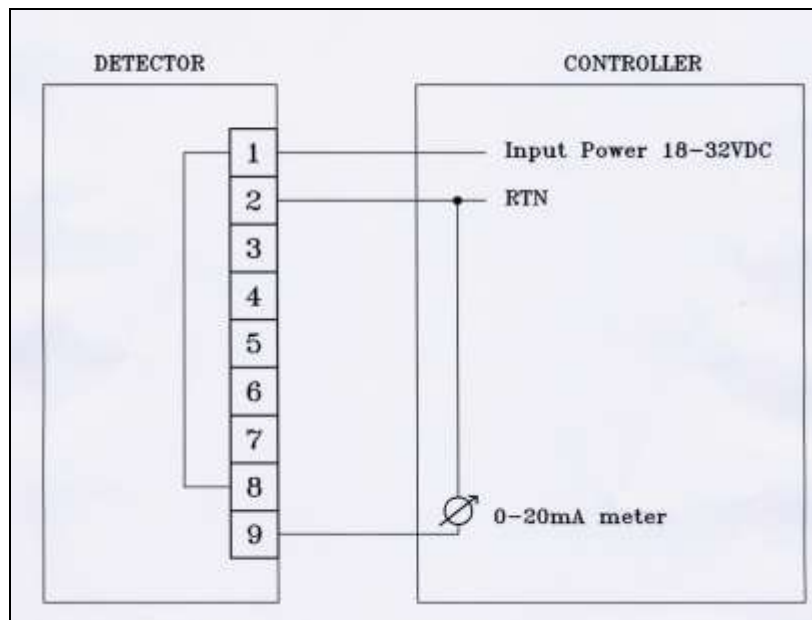 DETECTOR
CONTROLLER
1
Input Power 18-32VDC
2
RTN
3
4
5
6
7
8
9
0-20mA meter